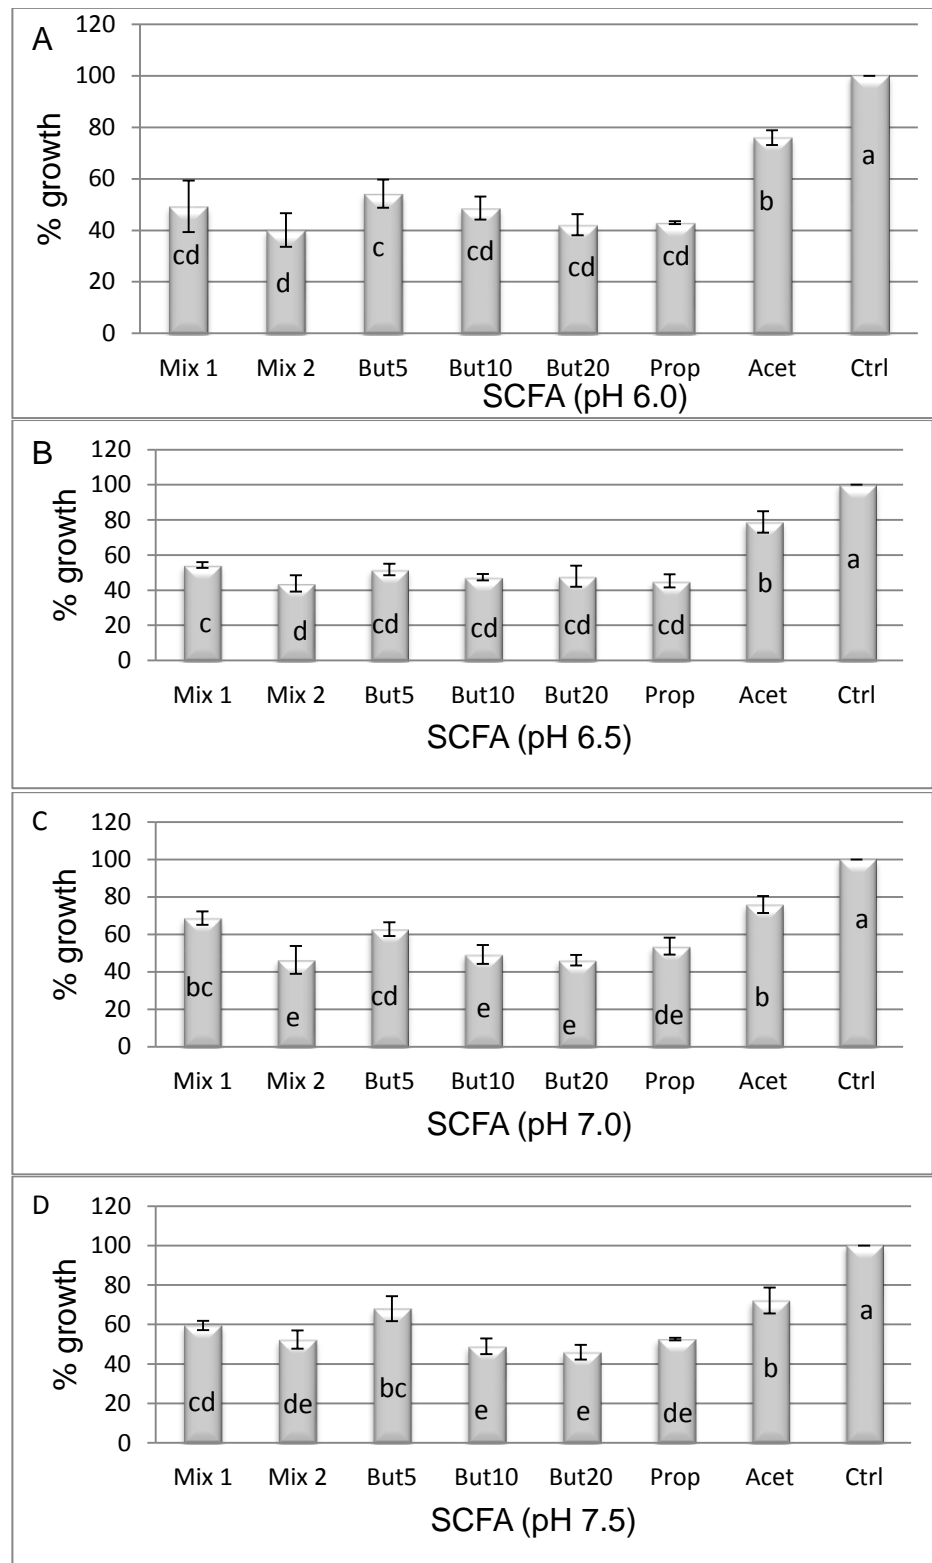 A
120
100
80
60
40
20
0
% growth
cd
d
c
cd
cd
cd
b
a
Mix 1 Mix 2 But5 But10 But20 Prop Acet Ctrl
SCFA (pH 6.0)
B
120
100
80
60
40
20
0
% growth
c
d
cd
cd
cd
cd
b
a
Mix 1 Mix 2 But5 But10 But20 Prop Acet Ctrl
SCFA (pH 6.5)
C
120
100
80
60
40
20
0
% growth
bc
e
cd
e
e
de
b
a
Mix 1 Mix 2 But5 But10 But20 Prop Acet Ctrl
SCFA (pH 7.0)
D
120
100
80
60
40
20
0
% growth
cd
de
bc
e
e
de
b
a
Mix 1 Mix 2 But5 But10 But20 Prop Acet Ctrl
SCFA (pH 7.5)